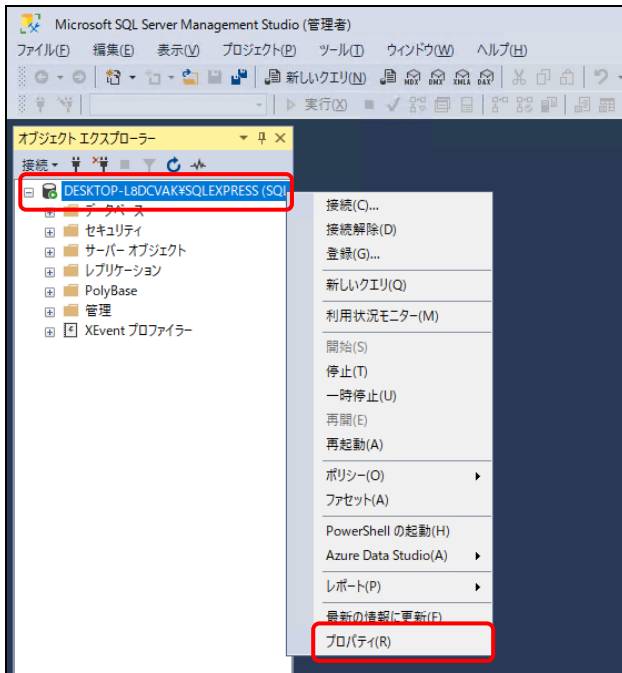 Microsoft SQL Server Management Studio (管理者)
ファイル(F) 編集(E) 表示(V) プロジェクト(P) ツール(T) ウィンドウ(W) ヘルプ(H)
新しいクエリ(N) MDX DMX XMLA DAX
実行(X)
オブジェクト エクスプローラー
接続
DESKTOP-L8DCVAK¥SQLEXPRESS (SQL
データベース
セキュリティ
サーバー オブジェクト
レプリケーション
PolyBase
管理
XEvent プロファイラー
接続(C)...
接続解除(D)
登録(G)...
新しいクエリ(Q)
利用状況モニター(M)
開始(S)
停止(T)
一時停止(U)
再開(E)
再起動(A)
ポリシー(O)
ファセット(A)
PowerShell の起動(H)
Azure Data Studio(A)
レポート(P)
最新の情報に更新(F)
プロパティ(R)